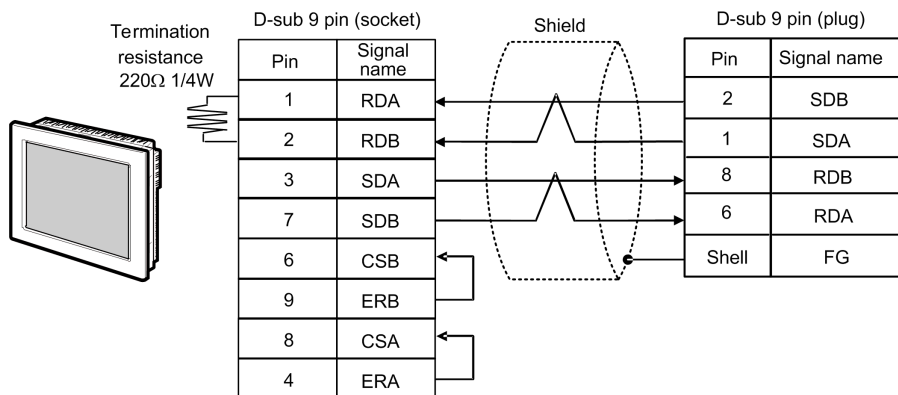 Termination
resistance
220Ω 1/4W
D-sub 9 pin (socket)
Pin Signal name
1 RDA
2 RDB
3 SDA
7 SDB
6 CSB
9 ERB
8 CSA
4 ERA
Shield
D-sub 9 pin (plug)
Pin Signal name
2 SDB
1 SDA
8 RDB
6 RDA
Shell FG